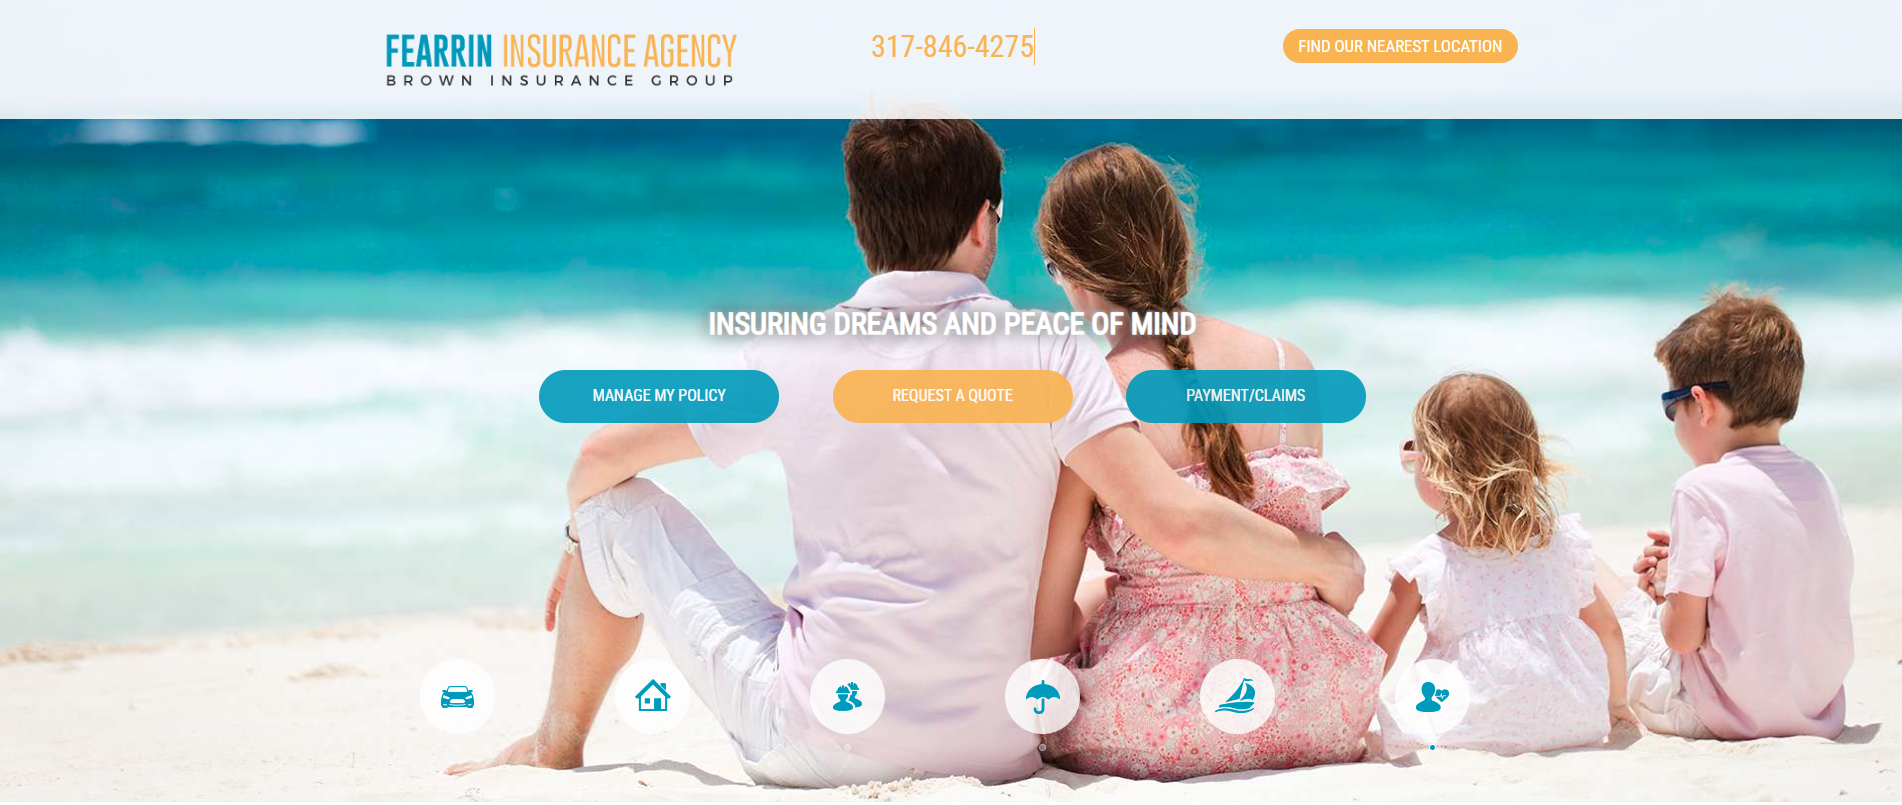 FEARRIN INSURANCE AGENCY
BROWN INSURANCE GROUP
317-846-4275
FIND OUR NEAREST LOCATION
INSURING DREAMS AND PEACE OF MIND
MANAGE MY POLICY
REQUEST A QUOTE
PAYMENT/CLAIMS